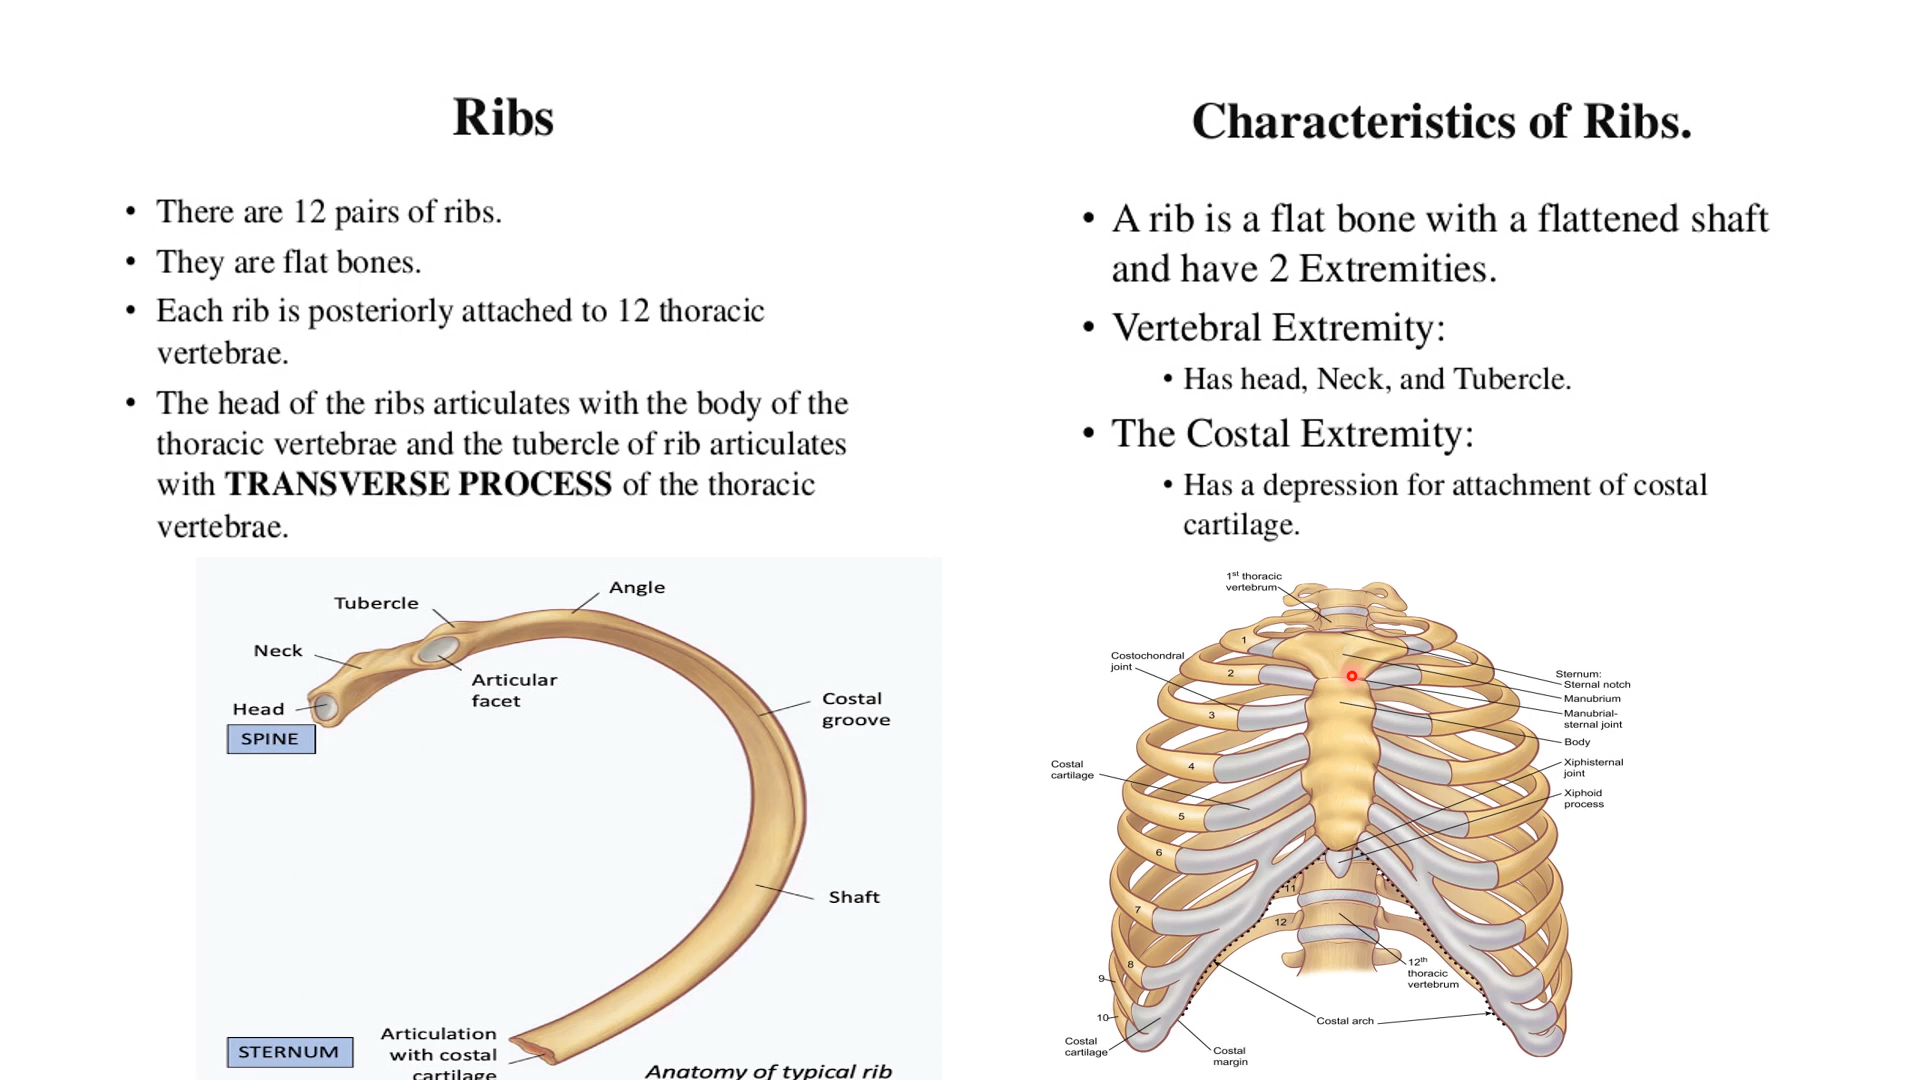 Ribs
• There are 12 pairs of ribs.
• They are flat bones.
• Each rib is posteriorly attached to 12 thoracic
vertebrae.
• The head of the ribs articulates with the body of the
thoracic vertebrae and the tubercle of rib articulates
with TRANSVERSE PROCESS of the thoracic
vertebrae.
Angle
Tubercle
Neck
Articular
facet
Head
SPINE
Costal
groove
Shaft
Articulation
with costal
cartilage
STERNUM
Anatomy of typical rib
Characteristics of Ribs.
• A rib is a flat bone with a flattened shaft
and have 2 Extremities.
• Vertebral Extremity:
• Has head, Neck, and Tubercle.
• The Costal Extremity:
• Has a depression for attachment of costal
cartilage.
1st thoracic
vertebrum
Costochondral
joint
Costal
cartilage
1
2
3
4
5
6
7
8
9
10
11
12
Sternum:
Sternal notch
Manubrium
Manubrial-
sternal joint
Body
Xiphisternal
joint
Xiphoid
process
12th
thoracic
vertebrum
Costal arch
Costal
cartilage
Costal
margin